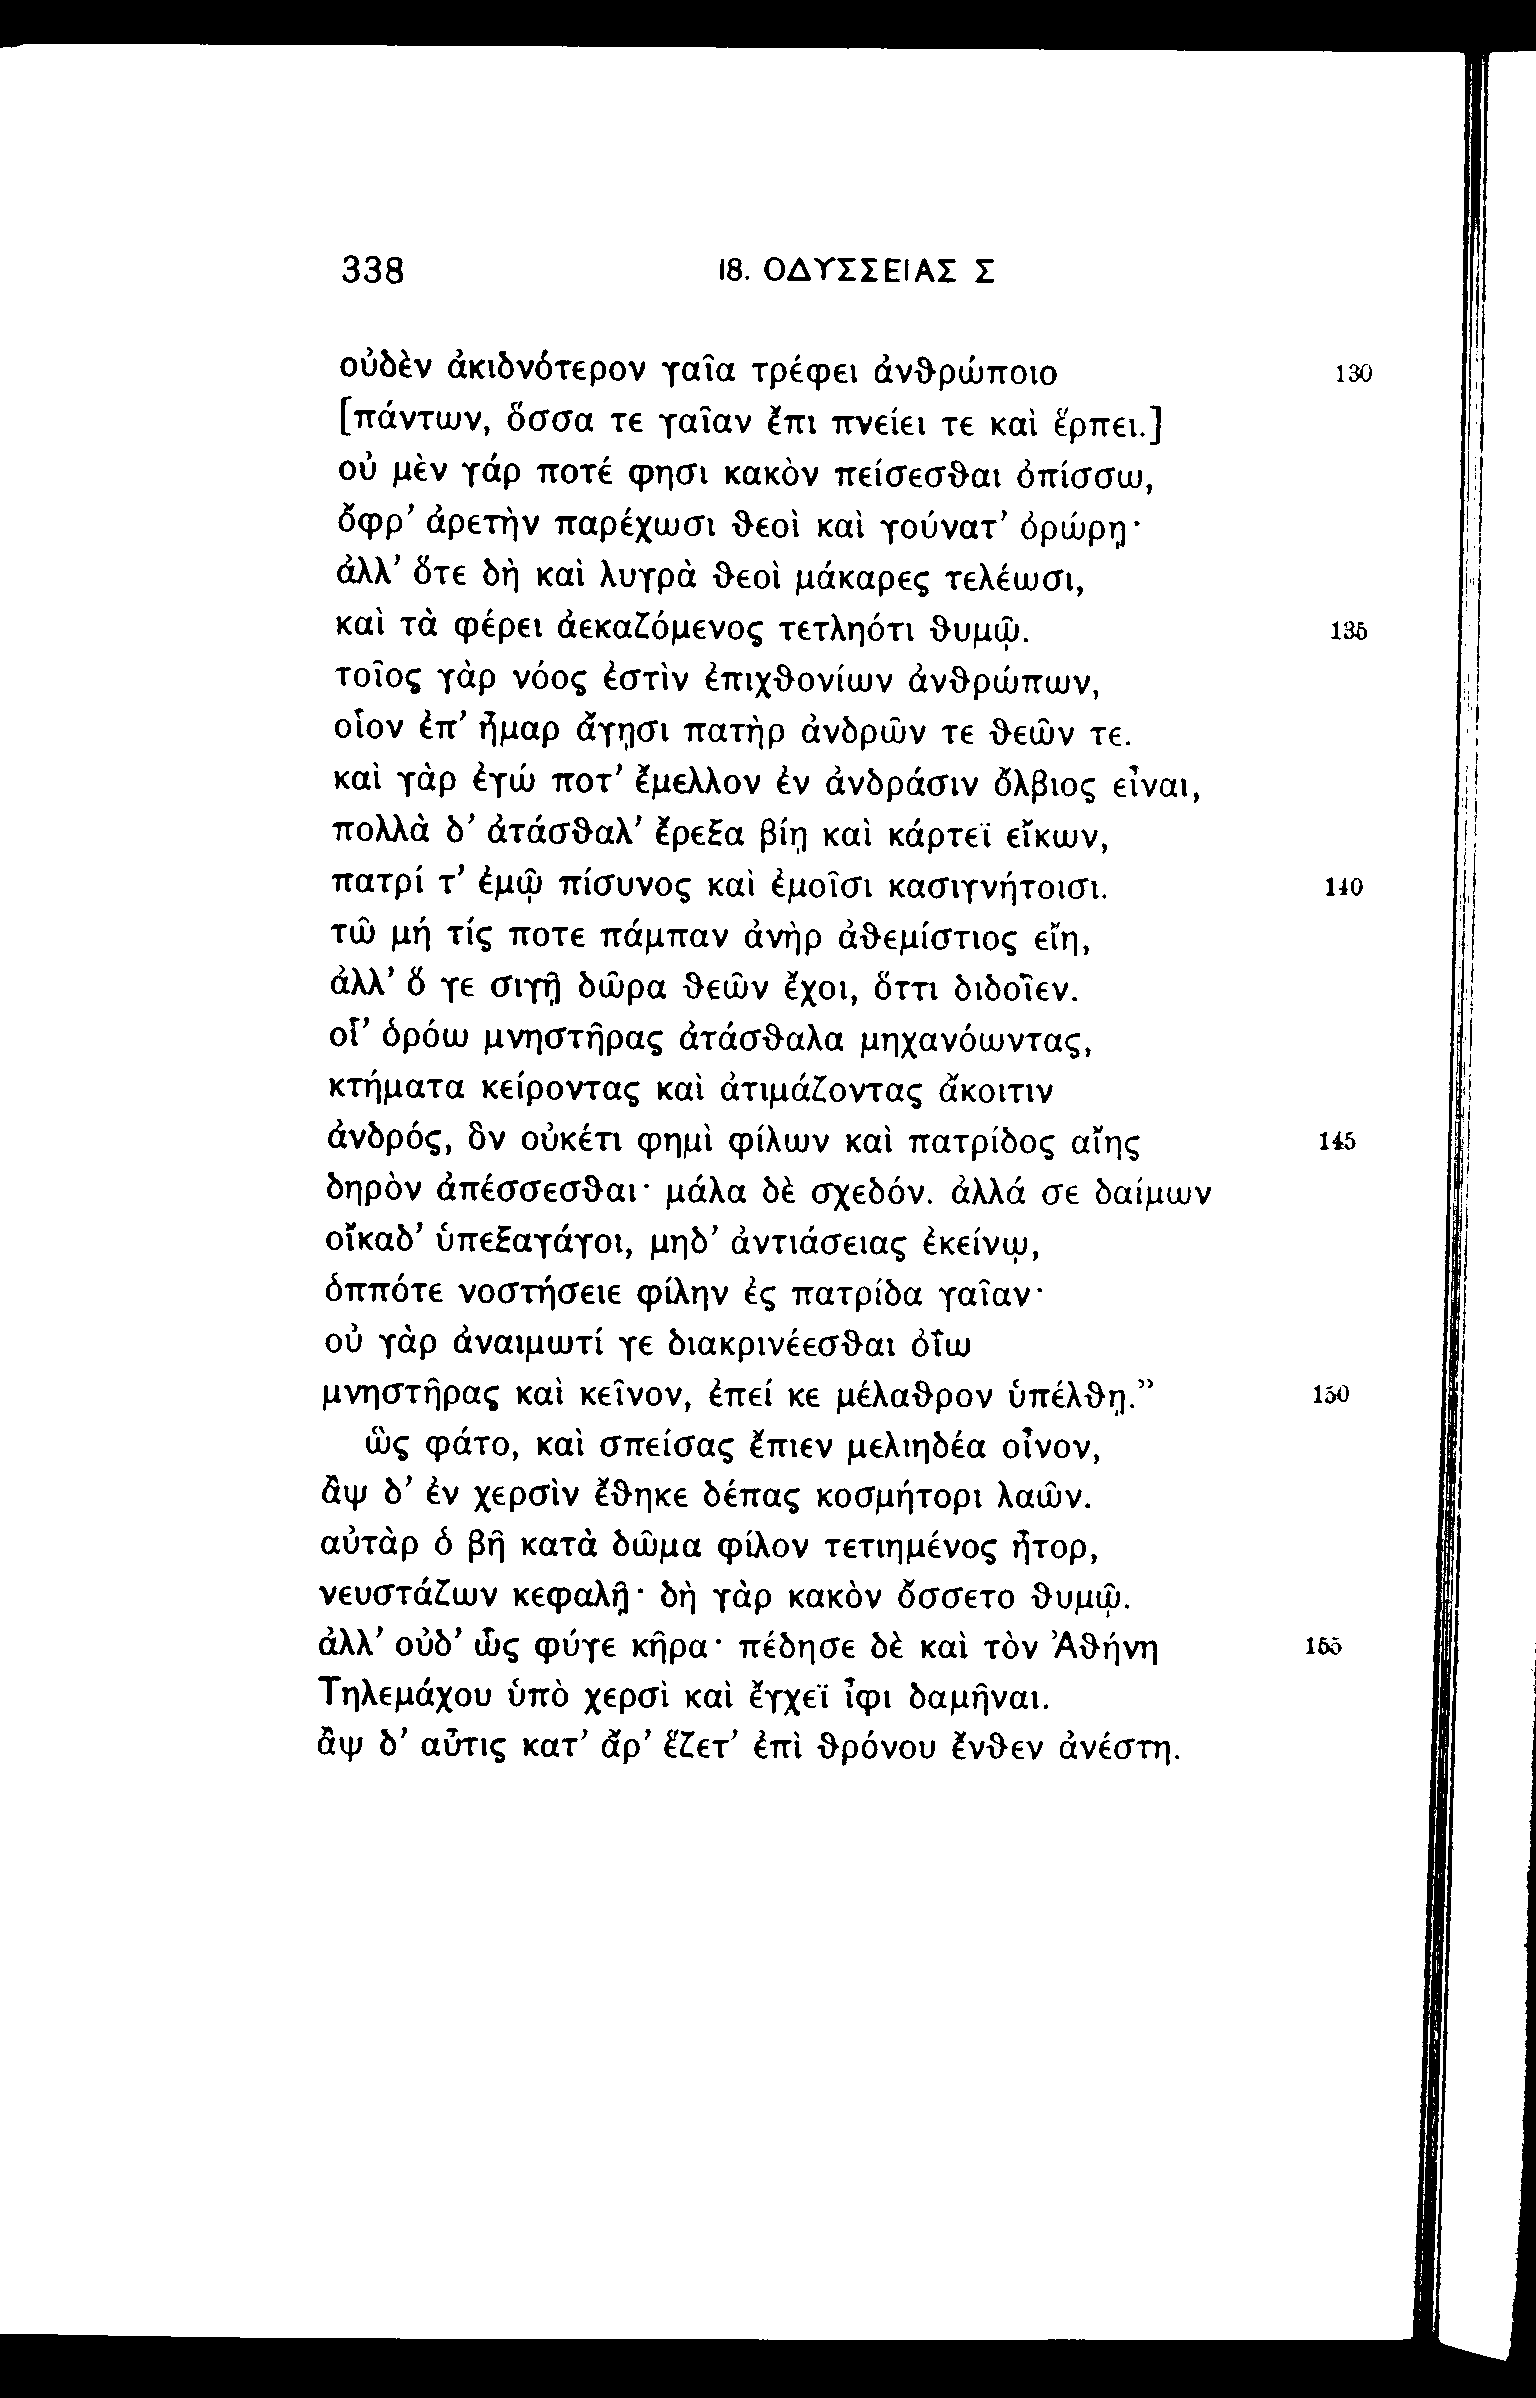 338 18. ΟΔΥΣΣΕΙΑΣ Σ
οὐδὲν ἀκιδνότερον γαῖα τρέφει ἀνθρώποιο 130
[πάντων, ὅσσα τε γαῖαν ἔπι πνείει τε καὶ ἕρπει.]
οὐ μὲν γάρ ποτέ φησι κακὸν πείσεσθαι ὀπίσσω,
ὄφρ’ ἀρετὴν παρέχωσι θεοὶ καὶ γούνατ’ ὀρώρῃ·
ἀλλ’ ὅτε δὴ καὶ λυγρὰ θεοὶ μάκαρες τελέωσι,
καὶ τὰ φέρει ἀεκαζόμενος τετληότι θυμῷ. 135
τοῖος γὰρ νόος ἐστὶν ἐπιχθονίων ἀνθρώπων,
οἷον ἐπ’ ἦμαρ ἄγῃσι πατὴρ ἀνδρῶν τε θεῶν τε.
καὶ γὰρ ἐγώ ποτ’ ἔμελλον ἐν ἀνδράσιν ὄλβιος εἶναι,
πολλὰ δ’ ἀτάσθαλ’ ἔρεξα βίῃ καὶ κάρτεϊ εἴκων,
πατρί τ’ ἐμῷ πίσυνος καὶ ἐμοῖσι κασιγνήτοισι. 140
τῶ μή τίς ποτε πάμπαν ἀνὴρ ἀθεμίστιος εἴη,
ἀλλ’ ὅ γε σιγῇ δῶρα θεῶν ἔχοι, ὅττι διδοῖεν.
οἷ’ ὁρόω μνηστῆρας ἀτάσθαλα μηχανόωντας,
κτήματα κείροντας καὶ ἀτιμάζοντας ἄκοιτιν
ἀνδρός, ὃν οὐκέτι φημὶ φίλων καὶ πατρίδος αἴης 145
δηρὸν ἀπέσσεσθαι· μάλα δὲ σχεδόν. ἀλλά σε δαίμων
οἴκαδ’ ὑπεξαγάγοι, μηδ’ ἀντιάσειας ἐκείνῳ,
ὁππότε νοστήσειε φίλην ἐς πατρίδα γαῖαν·
οὐ γὰρ ἀναιμωτί γε διακρινέεσθαι ὀΐω
μνηστῆρας καὶ κεῖνον, ἐπεί κε μέλαθρον ὑπέλθῃ.” 150
ὣς φάτο, καὶ σπείσας ἔπιεν μελιηδέα οἶνον,
ἂψ δ’ ἐν χερσὶν ἔθηκε δέπας κοσμήτορι λαῶν.
αὐτὰρ ὁ βῆ κατὰ δῶμα φίλον τετιημένος ἦτορ,
νευστάζων κεφαλῇ· δὴ γὰρ κακὸν ὄσσετο θυμῷ.
ἀλλ’ οὐδ’ ὧς φύγε κῆρα· πέδησε δὲ καὶ τὸν Ἀθήνη 155
Τηλεμάχου ὑπὸ χερσὶ καὶ ἔγχεϊ ἶφι δαμῆναι.
ἂψ δ’ αὖτις κατ’ ἄρ’ ἕζετ’ ἐπὶ θρόνου ἔνθεν ἀνέστη.